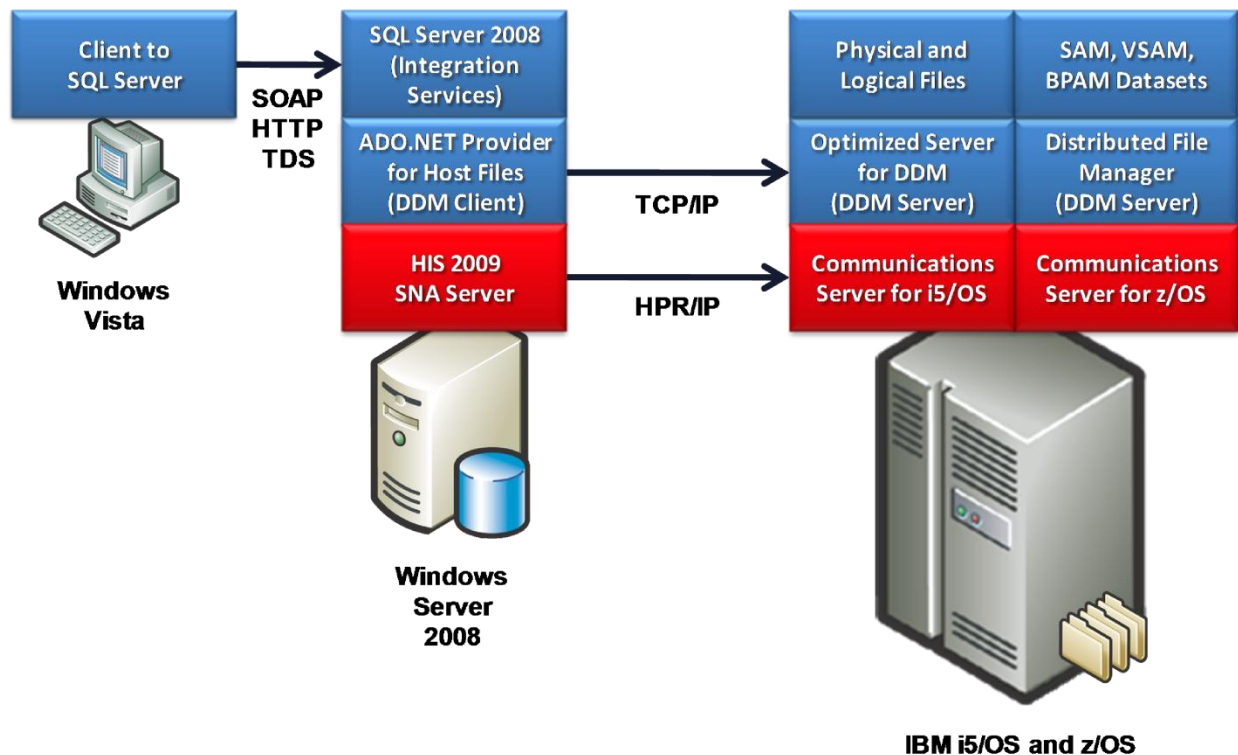 Client to
SQL Server
SOAP
HTTP
TDS
Windows
Vista
SQL Server 2008
(Integration
Services)
ADO.NET Provider
for Host Files
(DDM Client)
HIS 2009
SNA Server
TCP/IP
HPR/IP
Windows
Server
2008
Physical and
Logical Files
SAM, VSAM,
BPAM Datasets
Optimized Server
for DDM
(DDM Server)
Distributed File
Manager
(DDM Server)
Communications
Server for i5/OS
Communications
Server for z/OS
IBM i5/OS and z/OS